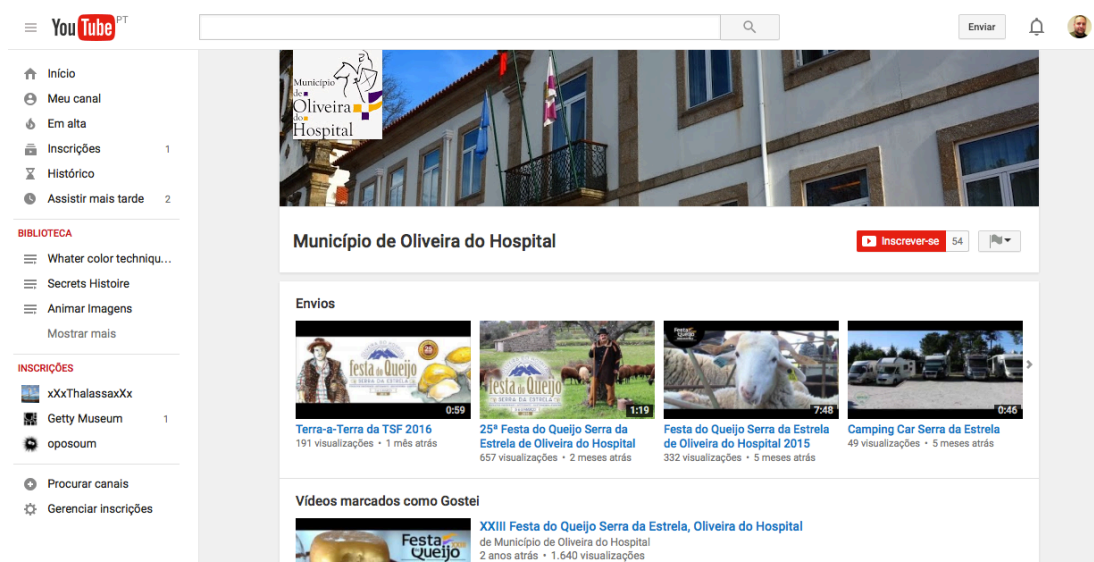 YouTube PT
Enviar
Início
Meu canal
Em alta
Inscrições 1
Histórico
Assistir mais tarde 2
BIBLIOTECA
Whater color techniqu...
Secrets Histoire
Animar Imagens
Mostrar mais
INSCRIÇÕES
xXxThalassaxXx
Getty Museum 1
oposoum
Procurar canais
Gerenciar inscrições
Município
de
Oliveira
do
Hospital
Município de Oliveira do Hospital
Inscrever-se 54
Envios
festa do Queijo
SERRA DA ESTRELA
25
0:59
Terra-a-Terra da TSF 2016
191 visualizações • 1 mês atrás
festa do Queijo
SERRA DA ESTRELA
1:19
25ª Festa do Queijo Serra da
Estrela de Oliveira do Hospital
657 visualizações • 2 meses atrás
Festa do
Queijo
7:48
Festa do Queijo Serra da Estrela
de Oliveira do Hospital 2015
332 visualizações • 5 meses atrás
0:46
Camping Car Serra da Estrela
49 visualizações • 5 meses atrás
Vídeos marcados como Gostei
Festa do
Queijo
XXIII Festa do Queijo Serra da Estrela, Oliveira do Hospital
de Município de Oliveira do Hospital
2 anos atrás • 1.640 visualizações